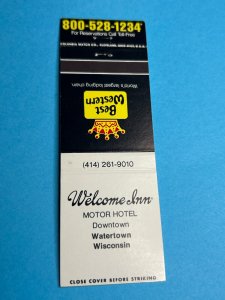 800-528-1234
For Reservations Call Toll-Free
World's largest lodging chain
Best
Western
(414) 261-9010
Welcome Inn
MOTOR HOTEL
Downtown
Watertown
Wisconsin
CLOSE COVER BEFORE STRIKING